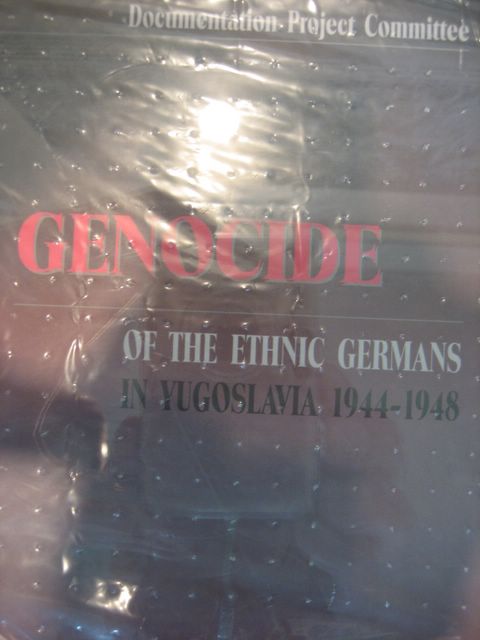 Documentation Project Committee
GENOCIDE
OF THE ETHNIC GERMANS
IN YUGOSLAVIA 1944-1948